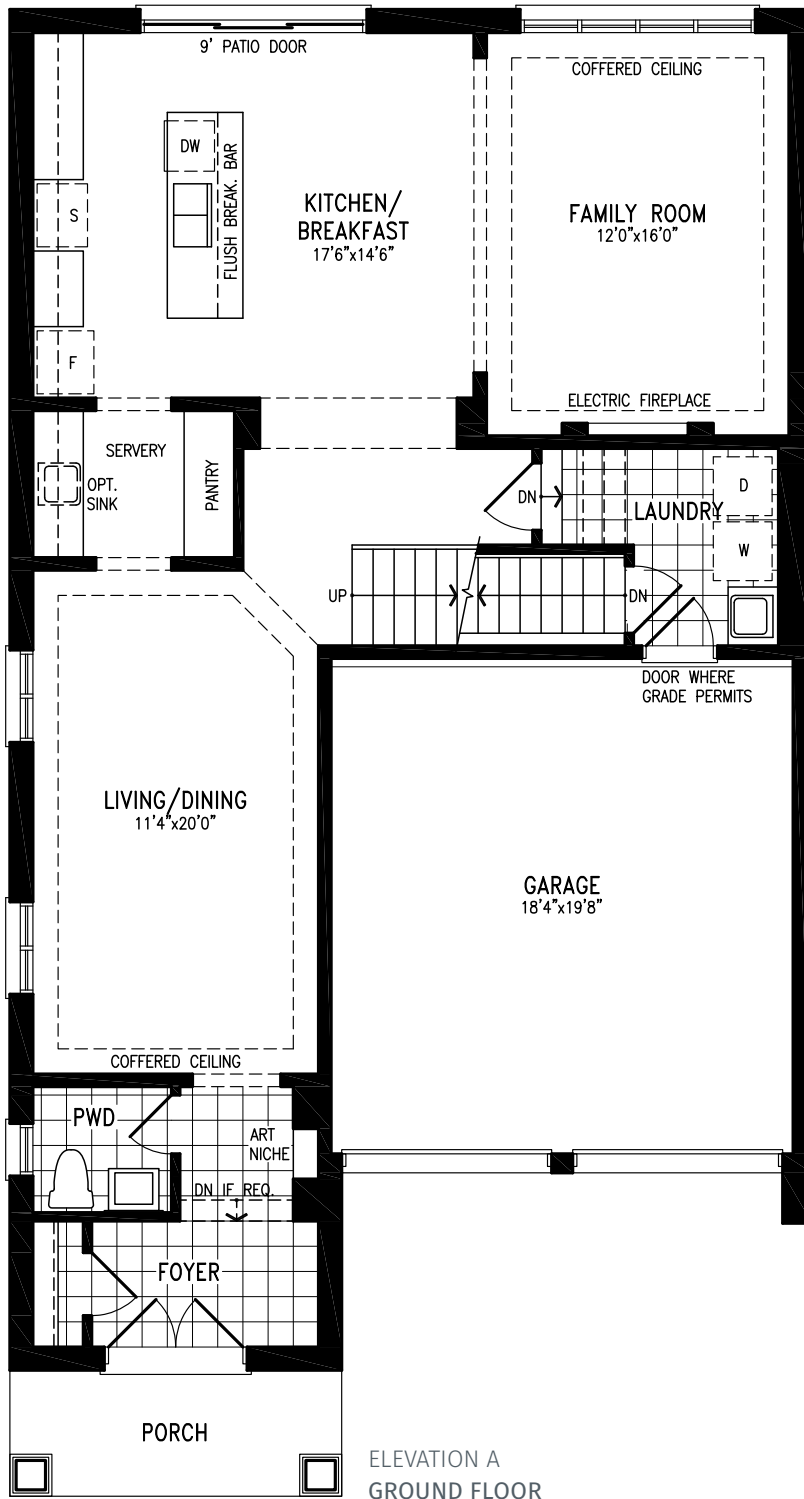 9' PATIO DOOR
COFFERED CEILING
DW
FLUSH BREAK. BAR
S
KITCHEN/
BREAKFAST
17'6"x14'6"
FAMILY ROOM
12'0"x16'0"
F
ELECTRIC FIREPLACE
SERVERY
OPT.
SINK
PANTRY
DN
LAUNDRY
D
W
UP
DN
DOOR WHERE
GRADE PERMITS
LIVING/DINING
11'4"x20'0"
GARAGE
18'4"x19'8"
COFFERED CEILING
PWD
ART
NICHE
DN IF REQ.
FOYER
PORCH
ELEVATION A
GROUND FLOOR